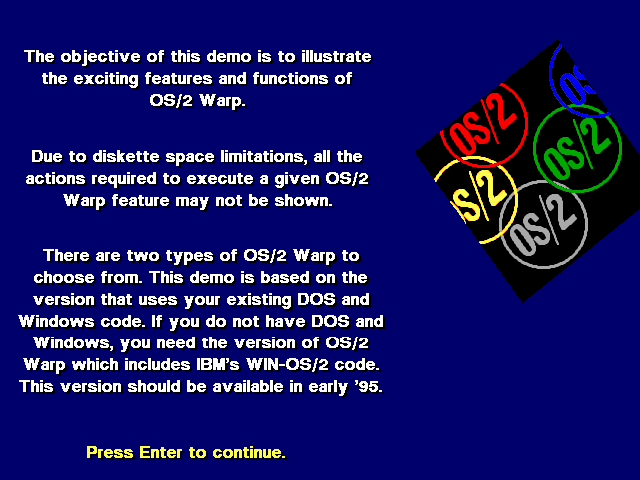 The objective of this demo is to illustrate
the exciting features and functions of
OS/2 Warp.
Due to diskette space limitations, all the
actions required to execute a given OS/2
Warp feature may not be shown.
There are two types of OS/2 Warp to
choose from. This demo is based on the
version that uses your existing DOS and
Windows code. If you do not have DOS and
Windows, you need the version of OS/2
Warp which includes IBM's WIN-OS/2 code.
This version should be available in early '95.
Press Enter to continue.
OS
OS/2
OS/2
OS/2
OS/2